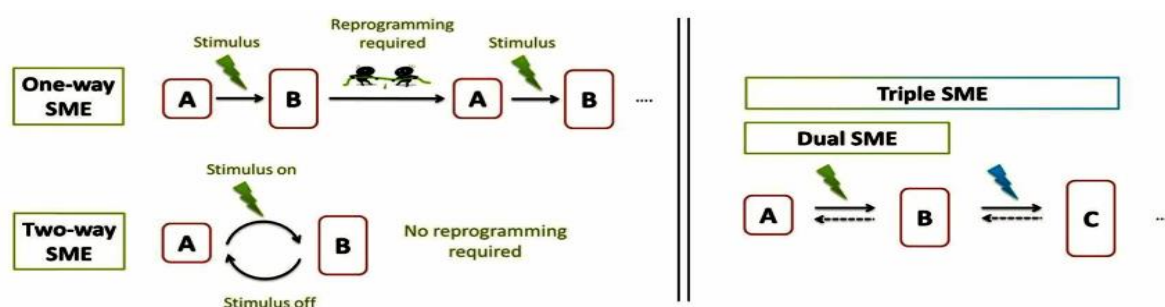 One-way
SME
Stimulus
Reprogramming
required
Stimulus
A
B
A
B
....
Two-way
SME
Stimulus on
A
B
Stimulus off
No reprogramming
required
Triple SME
Dual SME
A
B
C
...